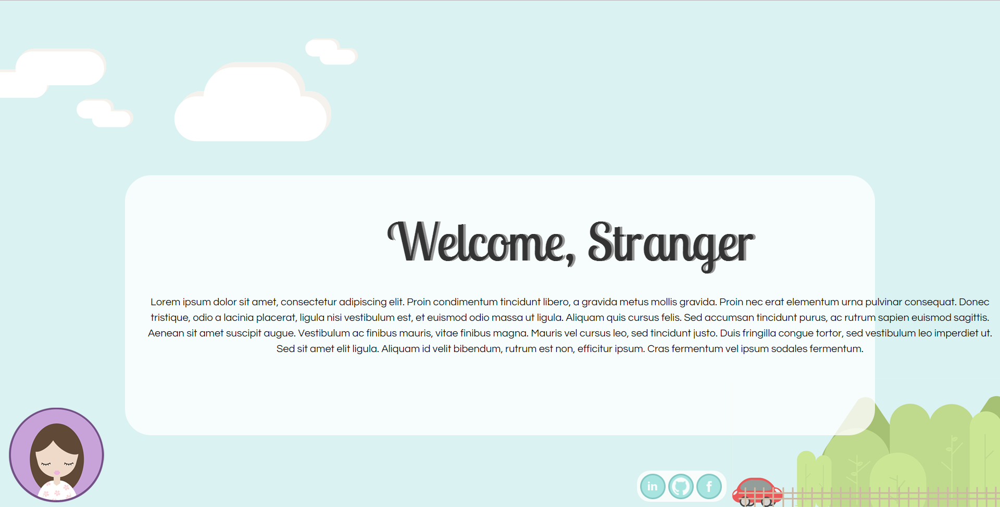 Welcome, Stranger
Lorem ipsum dolor sit amet, consectetur adipiscing elit. Proin condimentum tincidunt libero, a gravida metus mollis gravida. Proin nec erat elementum urna pulvinar consequat. Donec
tristique, odio a lacinia placerat, ligula nisi vestibulum est, et euismod odio massa ut ligula. Aliquam quis cursus felis. Sed accumsan tincidunt purus, ac rutrum sapien euismod sagittis.
Aenean sit amet suscipit augue. Vestibulum ac finibus mauris, vitae finibus magna. Mauris vel cursus leo, sed tincidunt justo. Duis fringilla congue tortor, sed vestibulum leo imperdiet ut.
Sed sit amet elit ligula. Aliquam id velit bibendum, rutrum est non, efficitur ipsum. Cras fermentum vel ipsum sodales fermentum.
in f